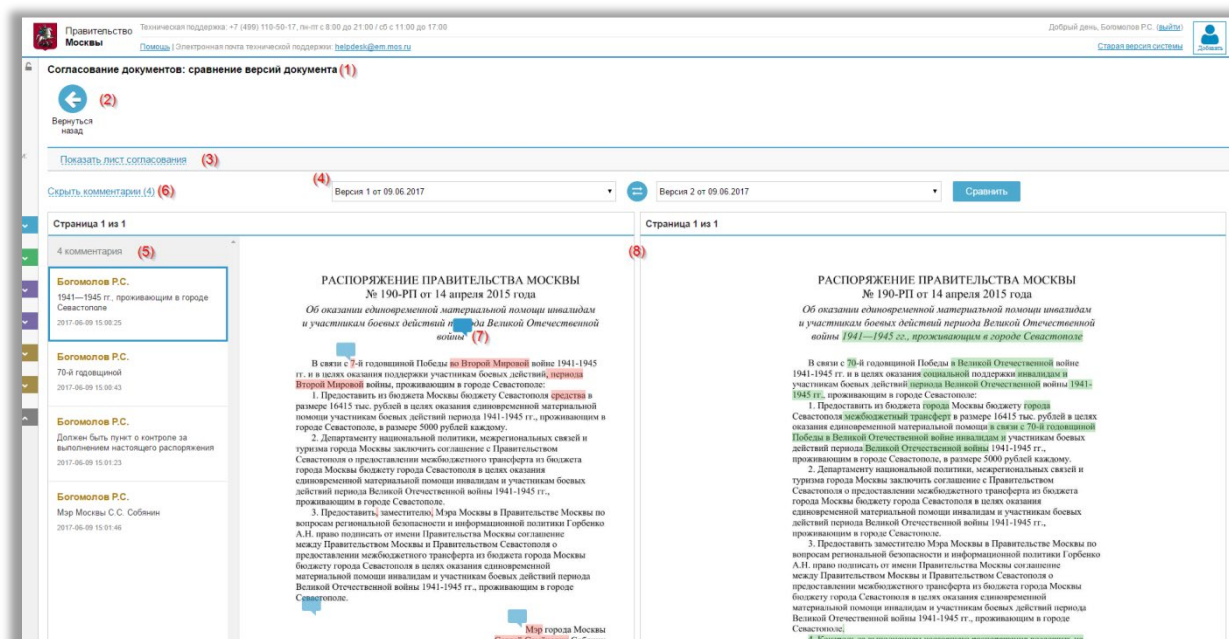 Правительство Москвы
Техническая поддержка: +7 (499) 110-50-17, пн-пт с 8:00 до 21:00 / сб с 11:00 до 17:00
Добрый день, Богомолов Р.С. (выйти)
Помощь | Электронная почта технической поддержки: helpdesk@em.mos.ru
Старая версия системы
Добавить
Согласование документов: сравнение версий документа (1)
(2)
Вернуться
назад
Показать лист согласования (3)
Скрыть комментарии (4) (6)
(4)
Версия 1 от 09.06.2017
Версия 2 от 09.06.2017
Сравнить
Страница 1 из 1
Страница 1 из 1
4 комментария (5)
(8)
Богомолов Р.С.
1941—1945 гг., проживающим в городе
Севастополе
2017-06-09 15:00:25
Богомолов Р.С.
70-й годовщиной
2017-06-09 15:00:43
Богомолов Р.С.
Должен быть пункт о контроле за
выполнением настоящего распоряжения
2017-06-09 15:01:23
Богомолов Р.С.
Мэр Москвы С.С. Собянин
2017-06-09 15:01:46
РАСПОРЯЖЕНИЕ ПРАВИТЕЛЬСТВА МОСКВЫ
№ 190-РП от 14 апреля 2015 года
Об оказании единовременной материальной помощи инвалидам
и участникам боевых действий Великой Отечественной
войны (7)
В связи с 7-й годовщиной Победы во Второй Мировой войне 1941-1945
гг. и в целях оказания поддержки участникам боевых действий, периода
Второй Мировой войны, проживающим в городе Севастополе:
1. Предоставить из бюджета Москвы бюджету Севастополя средства в
размере 16415 тыс. рублей в целях оказания единовременной материальной
помощи участникам боевых действий периода 1941-1945 гг., проживающим в
городе Севастополе, в размере 5000 рублей каждому.
2. Департаменту национальной политики, межрегиональных связей и
туризма города Москвы заключить соглашение с Правительством
Севастополя о предоставлении межбюджетного трансферта из бюджета
города Москвы бюджету города Севастополя в целях оказания
единовременной материальной помощи инвалидам и участникам боевых
действий периода Великой Отечественной войны 1941-1945 гг.,
проживающим в городе Севастополе.
3. Предоставить, заместителю, Мэра Москвы в Правительстве Москвы по
вопросам региональной безопасности и информационной политики Горбенко
А.Н. право подписать от имени Правительства Москвы соглашение
между Правительством Москвы и Правительством Севастополя о
предоставлении межбюджетного трансферта из бюджета города Москвы
бюджету города Севастополя в целях оказания единовременной
материальной помощи инвалидам и участникам боевых действий периода
Великой Отечественной войны 1941-1945 гг., проживающим в городе
Севастополе.
Мэр города Москвы
РАСПОРЯЖЕНИЕ ПРАВИТЕЛЬСТВА МОСКВЫ
№ 190-РП от 14 апреля 2015 года
Об оказании единовременной материальной помощи инвалидам
и участникам боевых действий периода Великой Отечественной
войны 1941—1945 гг., проживающим в городе Севастополе
В связи с 70-й годовщиной Победы в Великой Отечественной войне
1941-1945 гг. и в целях оказания социальной поддержки инвалидам и
участникам боевых действий периода Великой Отечественной войны 1941-
1945 гг., проживающим в городе Севастополе:
1. Предоставить из бюджета города Москвы бюджету города
Севастополя межбюджетный трансферт в размере 16415 тыс. рублей в целях
оказания единовременной материальной помощи в связи с 70-й годовщиной
Победы в Великой Отечественной войне инвалидам и участникам боевых
действий периода Великой Отечественной войны 1941-1945 гг.,
проживающим в городе Севастополе, в размере 5000 рублей каждому.
2. Департаменту национальной политики, межрегиональных связей и
туризма города Москвы заключить соглашение с Правительством
Севастополя о предоставлении межбюджетного трансферта из бюджета
города Москвы бюджету города Севастополя в целях оказания
единовременной материальной помощи инвалидам и участникам боевых
действий периода Великой Отечественной войны 1941-1945 гг.,
проживающим в городе Севастополе.
3. Предоставить заместителю Мэра Москвы в Правительстве Москвы по
вопросам региональной безопасности и информационной политики Горбенко
А.Н. право подписать от имени Правительства Москвы соглашение
между Правительством Москвы и Правительством Севастополя о
предоставлении межбюджетного трансферта из бюджета города Москвы
бюджету города Севастополя в целях оказания единовременной
материальной помощи инвалидам и участникам боевых действий периода
Великой Отечественной войны 1941-1945 гг., проживающим в городе
Севастополе.